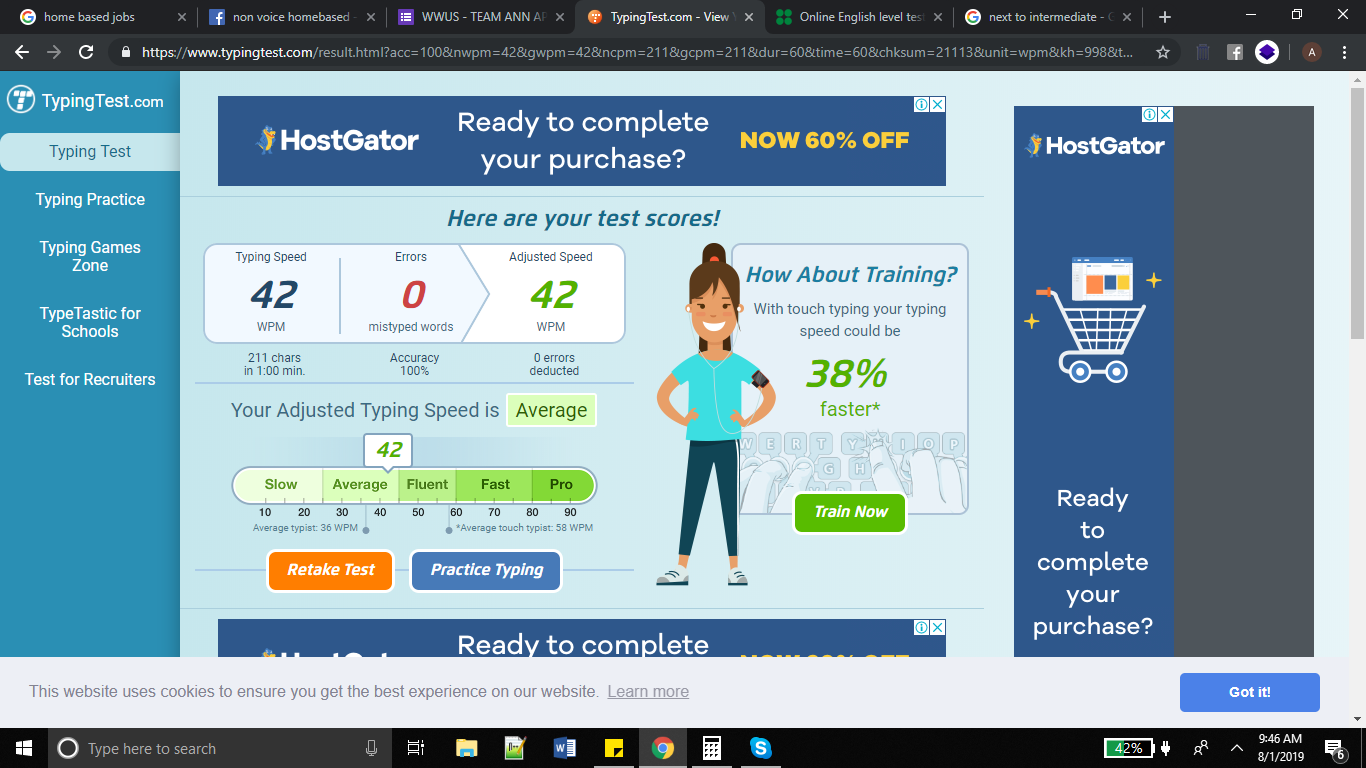 home based jobs
non voice homebased -
WWUS - TEAM ANN AP
TypingTest.com - View
Online English level test
next to intermediate - G
https://www.typingtest.com/result.html?acc=100&nwpm=42&gwpm=42&ncpm=211&gcpm=211&dur=60&time=60&chksum=21113&unit=wpm&kh=998&t...
A
TypingTest.com
Typing Test
Typing Practice
Typing Games
Zone
TypeTastic for
Schools
Test for Recruiters
HostGator
Ready to complete
your purchase?
NOW 60% OFF
Here are your test scores!
Typing Speed
42
WPM
Errors
0
mistyped words
Adjusted Speed
42
WPM
211 chars
in 1:00 min.
Accuracy
100%
0 errors
deducted
Your Adjusted Typing Speed is Average
42
Slow Average Fluent Fast Pro
10 20 30 40 50 60 70 80 90
Average typist: 36 WPM
*Average touch typist: 58 WPM
Retake Test
Practice Typing
How About Training?
With touch typing your typing
speed could be
38%
faster*
W E R T Y I O P
G H
Train Now
HostGator
Ready
to
complete
your
purchase?
Ready to complete
HostGator
This website uses cookies to ensure you get the best experience on our website. Learn more
Got it!
Type here to search
42%
9:46 AM
8/1/2019
6